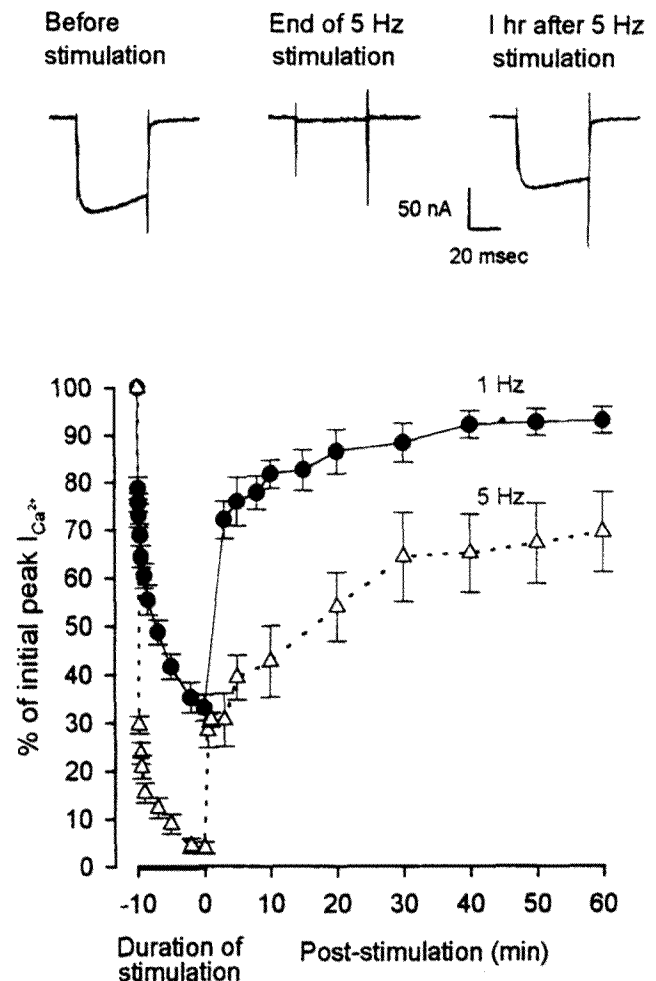 Before
stimulation
End of 5 Hz
stimulation
I hr after 5 Hz
stimulation
50 nA
20 msec
% of initial peak I Ca²⁺
100
90
80
70
60
50
40
30
20
10
0
1 Hz
5 Hz
-10 0 10 20 30 40 50 60
Duration of
stimulation
Post-stimulation (min)